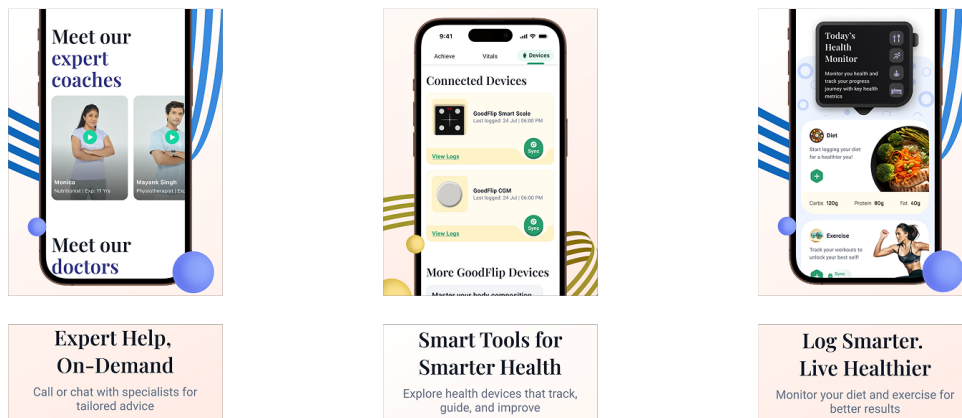 Meet our
expert
coaches
Monica
Nutritionist | Exp: 11 Yrs
Mayank Singh
Physiotherapist | Exp
Meet our
doctors
Expert Help,
On-Demand
Call or chat with specialists for
tailored advice
9:41
Achieve
Vitals
Devices
Connected Devices
GoodFlip Smart Scale
Last logged: 24 Jul | 06:00 PM
Sync
View Logs
GoodFlip CGM
Last logged: 24 Jul | 06:00 PM
Sync
View Logs
More GoodFlip Devices
Master your body composition
Smart Tools for
Smarter Health
Explore health devices that track,
guide, and improve
Today's
Health
Monitor
Monitor you health and
track your progress
journey with key health
metrics
Diet
Start logging your diet
for a healthier you!
Carbs 120g
Protein 80g
Fat 40g
Exercise
Track your workouts to
unlock your best self!
Sync
Log Smarter.
Live Healthier
Monitor your diet and exercise for
better results